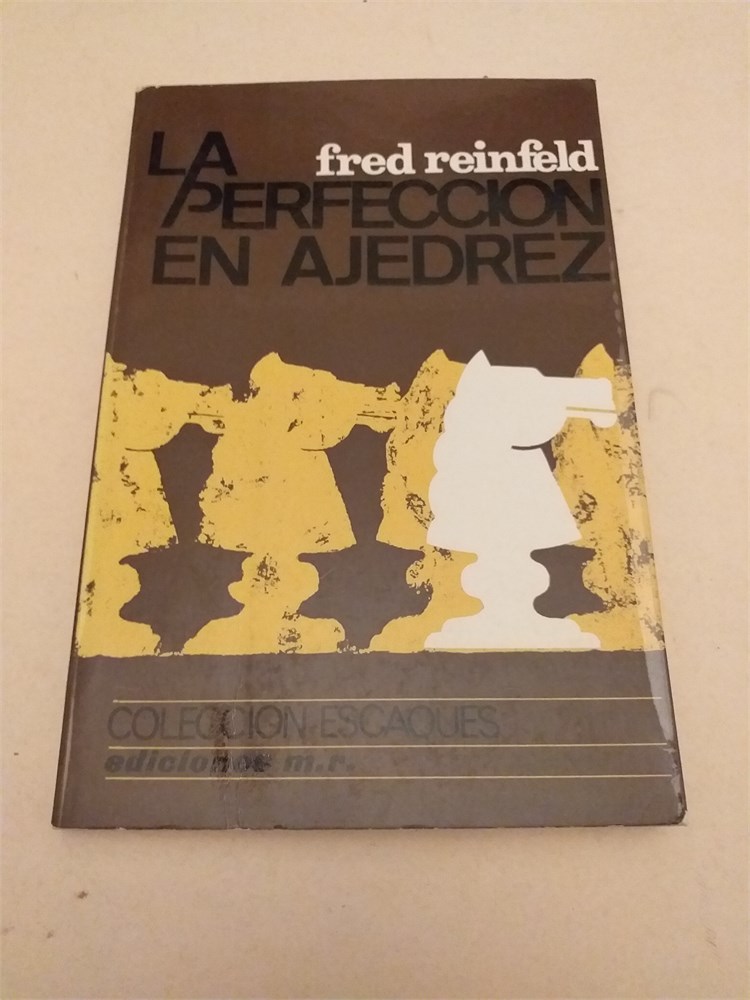 LA
fred reinfeld
PERFECCION
EN AJEDREZ
COLECCION ESCAQUES
ediciones m.r.